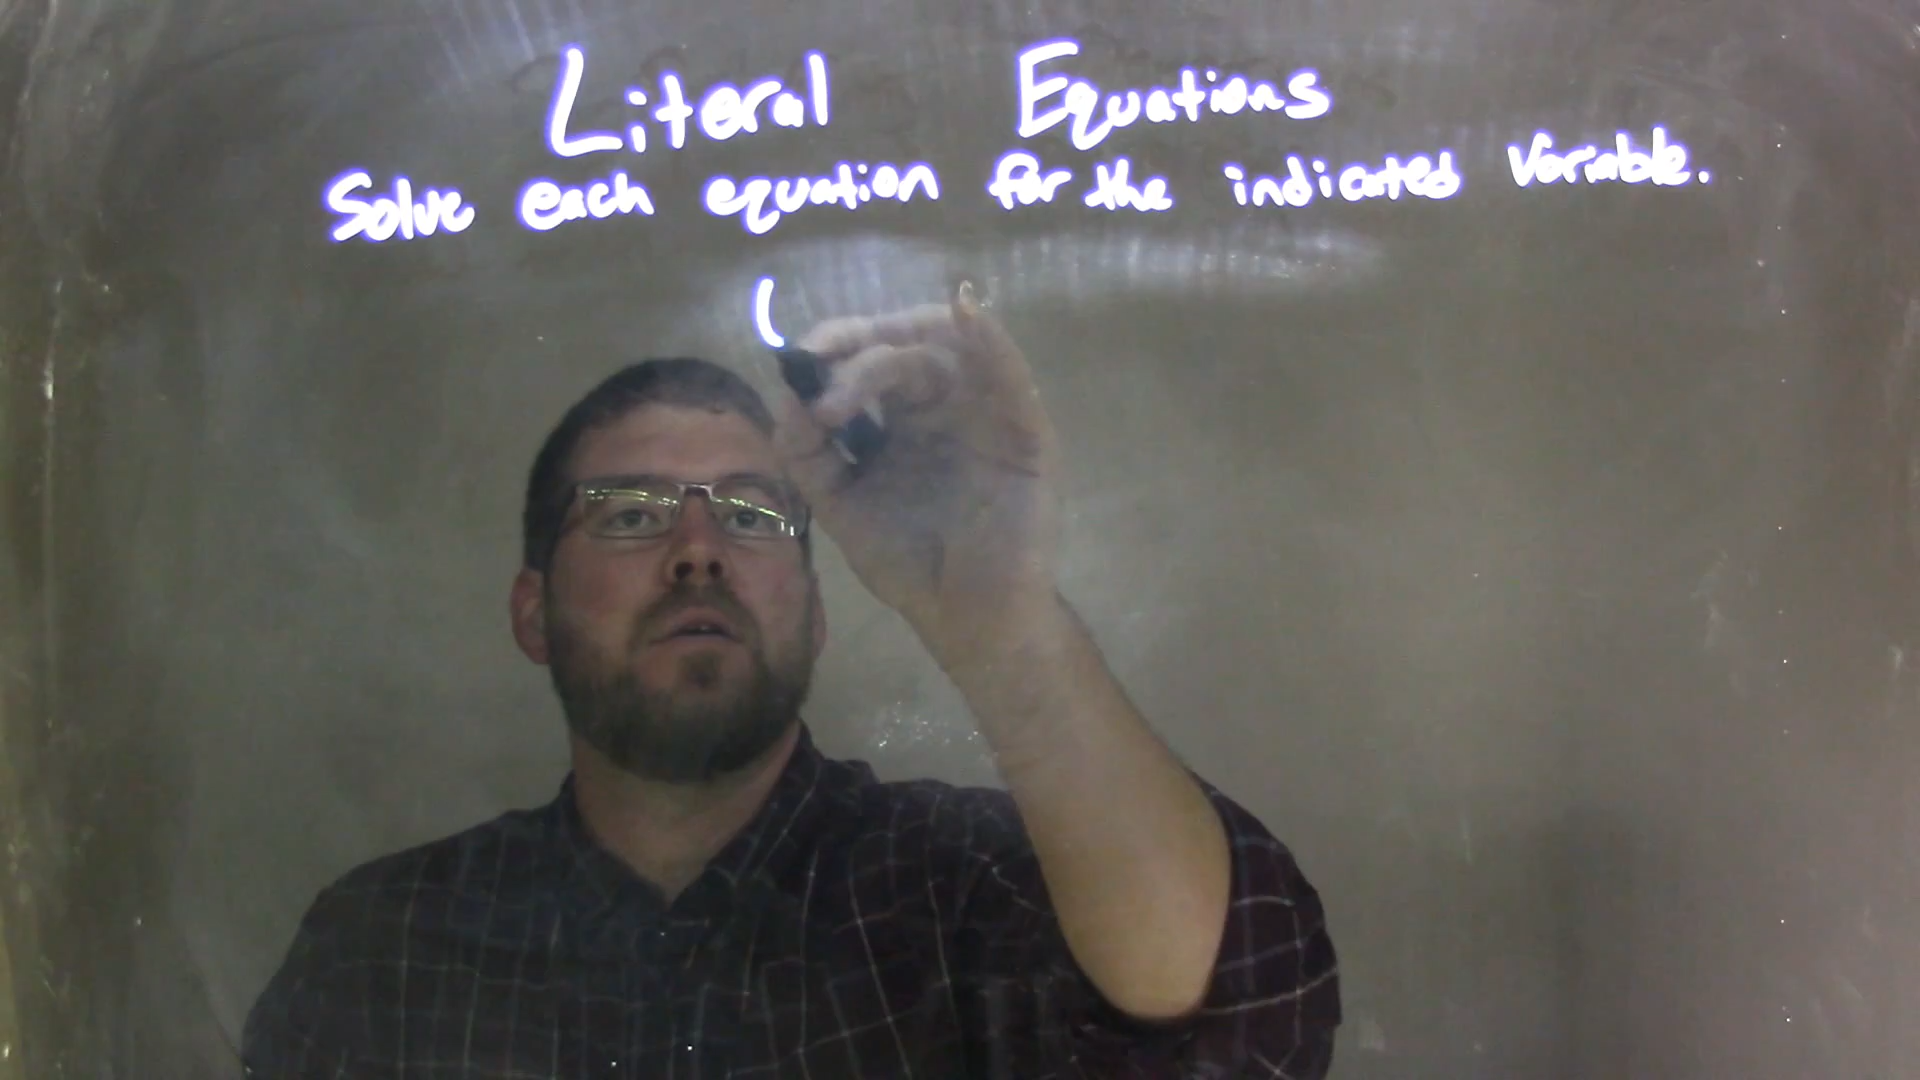 Literal Equations
Solve each equation for the indicated variable.
(